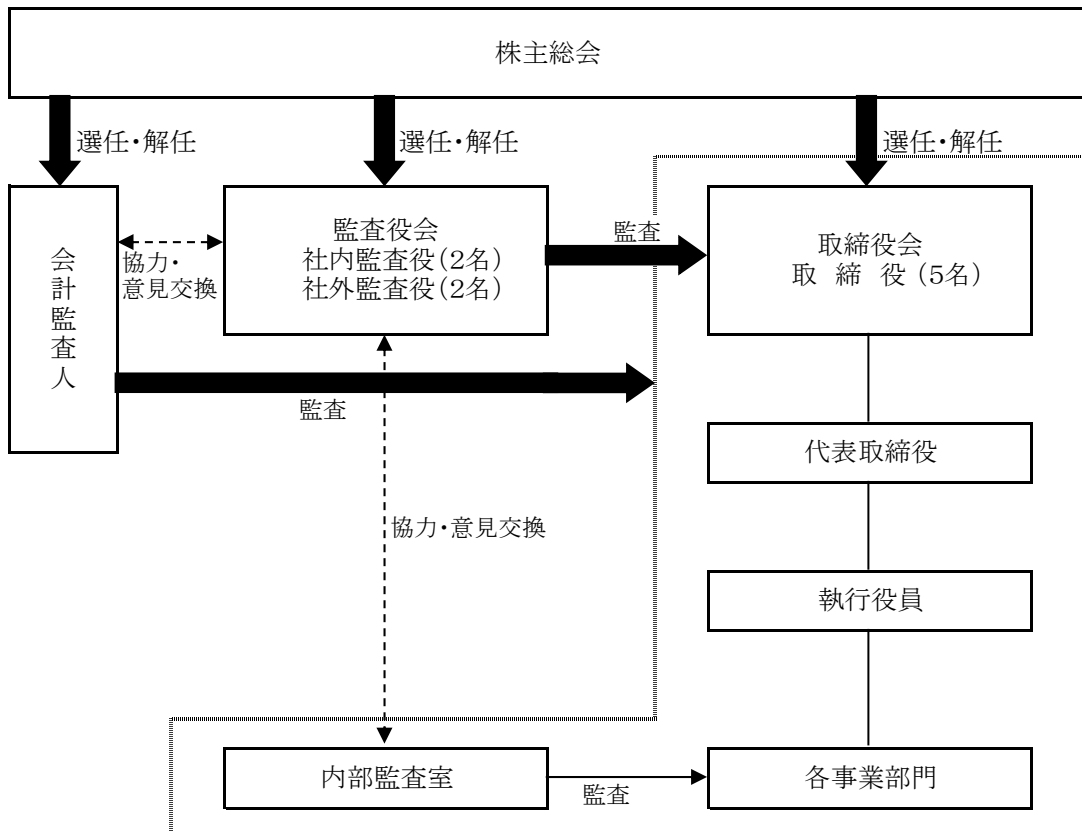 株主総会
選任・解任
選任・解任
選任・解任
会計監査人
協力・
意見交換
監査役会
社内監査役(2名)
社外監査役(2名)
監査
取締役会
取 締 役 (5名)
監査
代表取締役
協力・意見交換
執行役員
内部監査室
監査
各事業部門